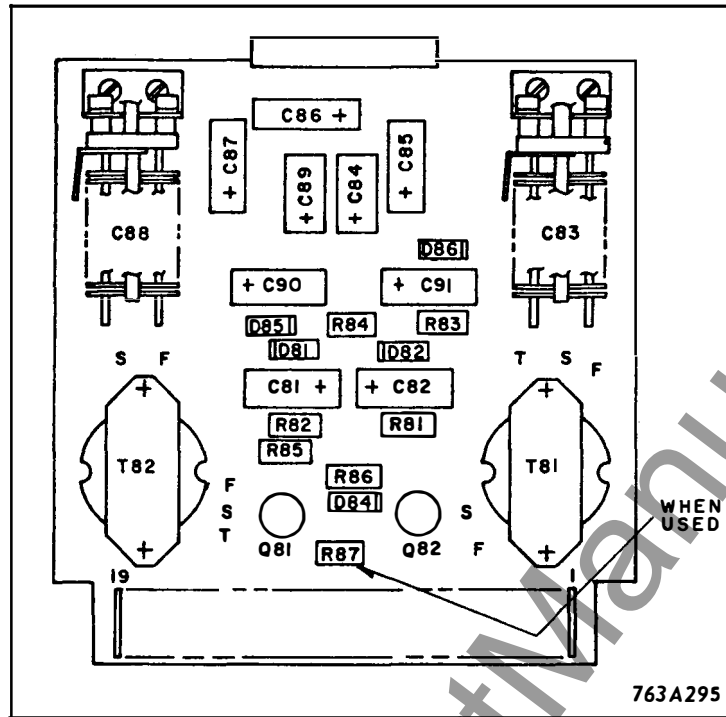 C86 +
+ C87
+ C89
+ C84
+ C85
C88
C83
D86
+ C90
+ C91
D85
R84
R83
D81
D82
S F
T S F
C81 +
+ C82
+
+
R82
R81
R85
T82
T81
R86
F
S
T
D84
S
F
WHEN
USED
Q81
R87
Q82
+
+
19
1
763A295